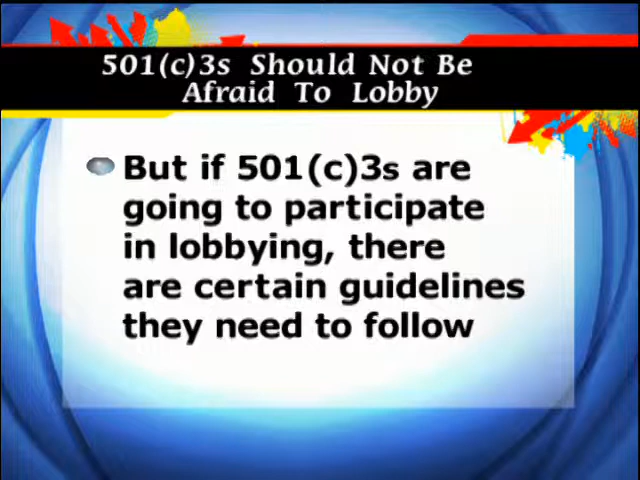 501(c)3s Should Not Be
Afraid To Lobby
But if 501(c)3s are
going to participate
in lobbying, there
are certain guidelines
they need to follow